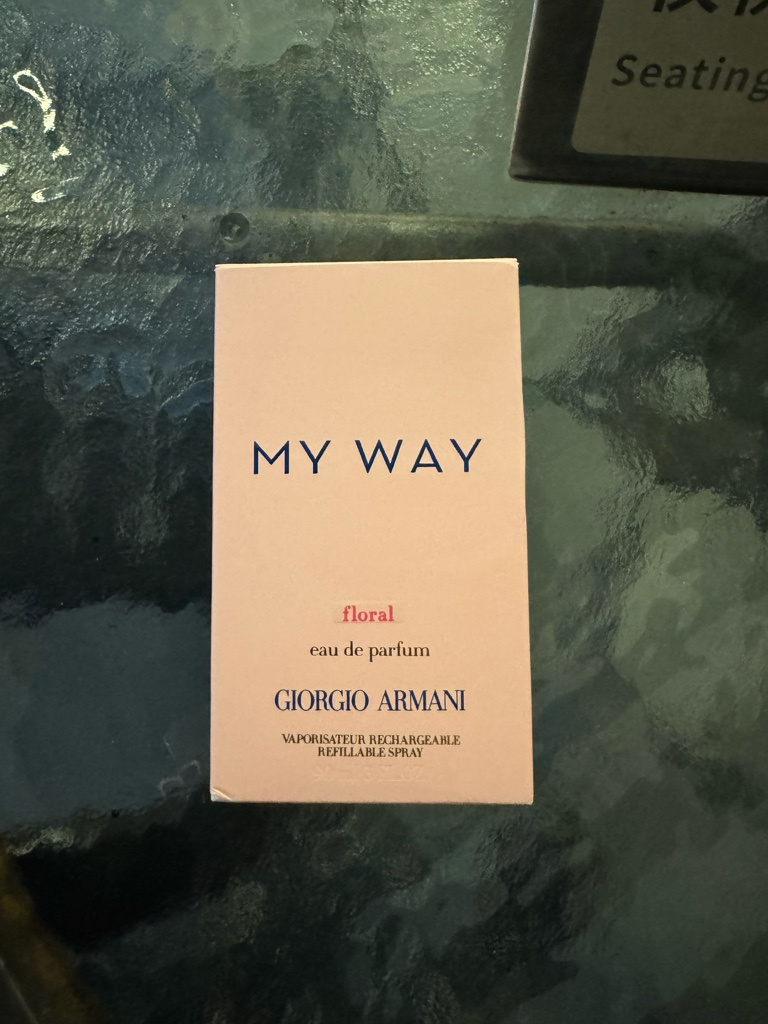 Seating
MY WAY
floral
eau de parfum
GIORGIO ARMANI
VAPORISATEUR RECHARGEABLE
REFILLABLE SPRAY